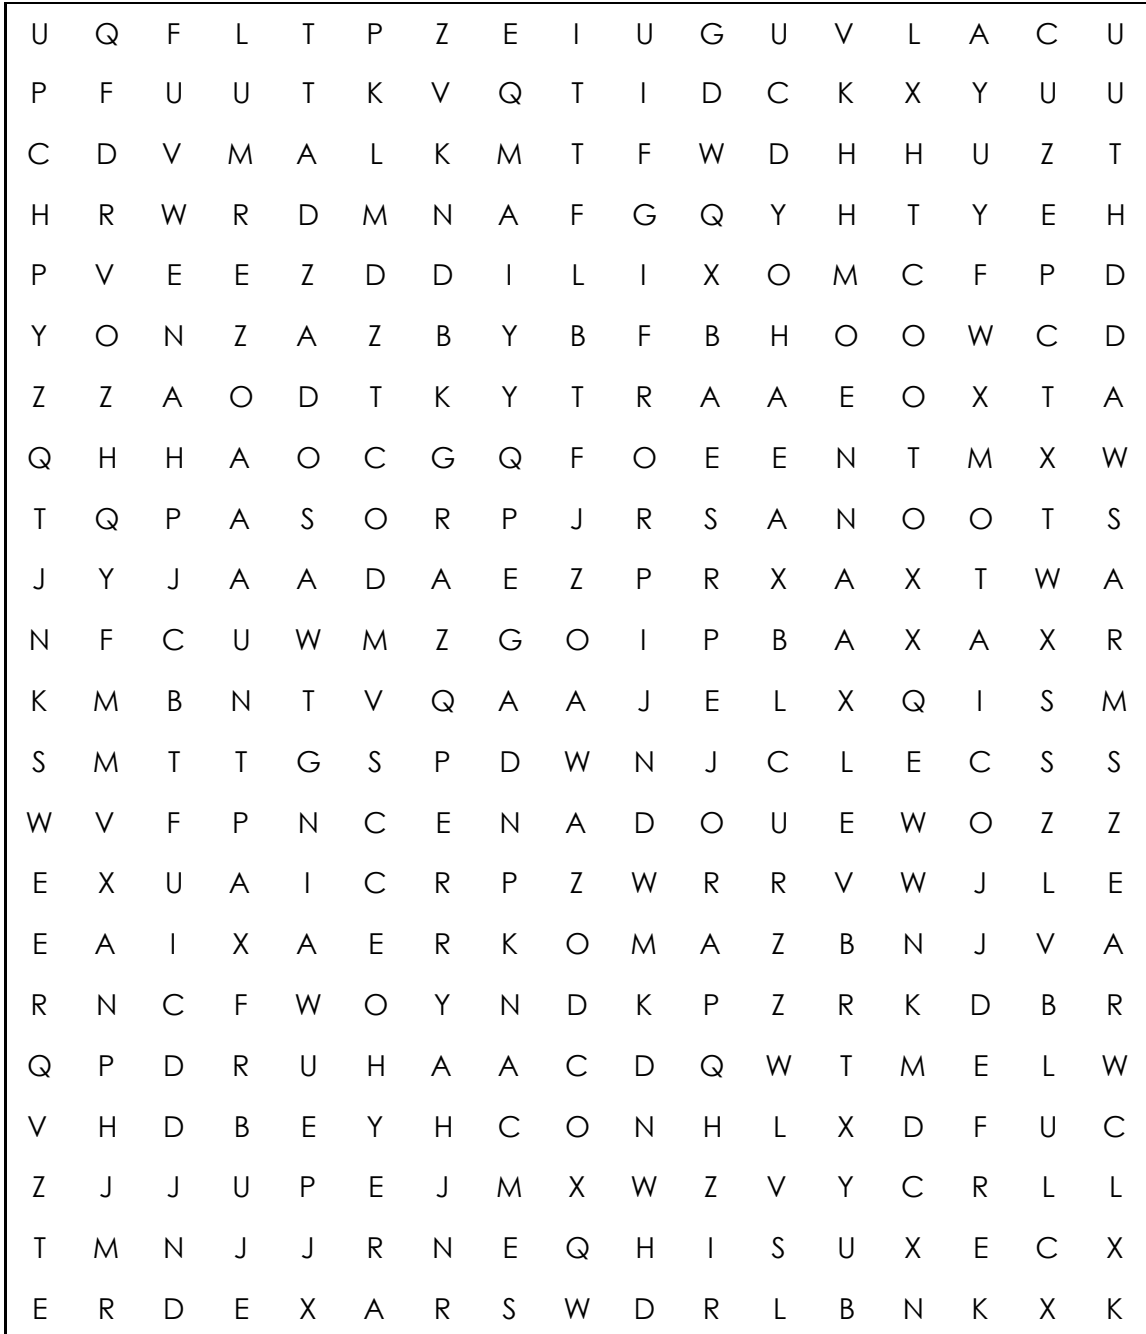 U Q F L T P Z E I U G U V L A C U
P F U U T K V Q T I D C K X Y U U
C D V M A L K M T F W D H H U Z T
H R W R D M N A F G Q Y H T Y E H
P V E E Z D D I L I X O M C F P D
Y O N Z A Z B Y B F B H O O W C D
Z Z A O D T K Y T R A A E O X T A
Q H H A O C G Q F O E E N T M X W
T Q P A S O R P J R S A N O O T S
J Y J A A D A E Z P R X A X T W A
N F C U W M Z G O I P B A X A X R
K M B N T V Q A A J E L X Q I S M
S M T T G S P D W N J C L E C S S
W V F P N C E N A D O U E W O Z Z
E X U A I C R P Z W R R V W J L E
E A I X A E R K O M A Z B N J V A
R N C F W O Y N D K P Z R K D B R
Q P D R U H A A C D Q W T M E L W
V H D B E Y H C O N H L X D F U C
Z J J U P E J M X W Z V Y C R L L
T M N J J R N E Q H I S U X E C X
E R D E X A R S W D R L B N K X K